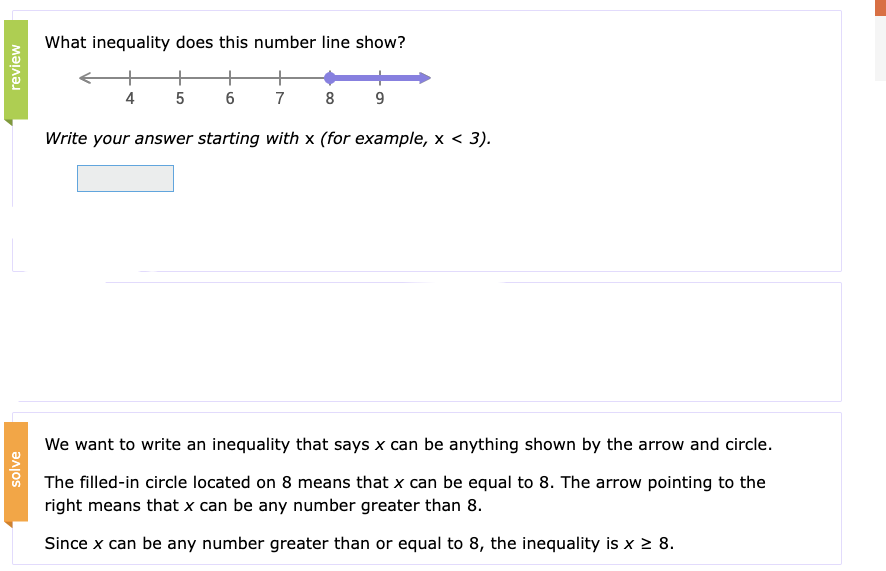 review
What inequality does this number line show?
4 5 6 7 8 9
Write your answer starting with x (for example, x < 3).
solve
We want to write an inequality that says x can be anything shown by the arrow and circle.
The filled-in circle located on 8 means that x can be equal to 8. The arrow pointing to the
right means that x can be any number greater than 8.
Since x can be any number greater than or equal to 8, the inequality is x ≥ 8.